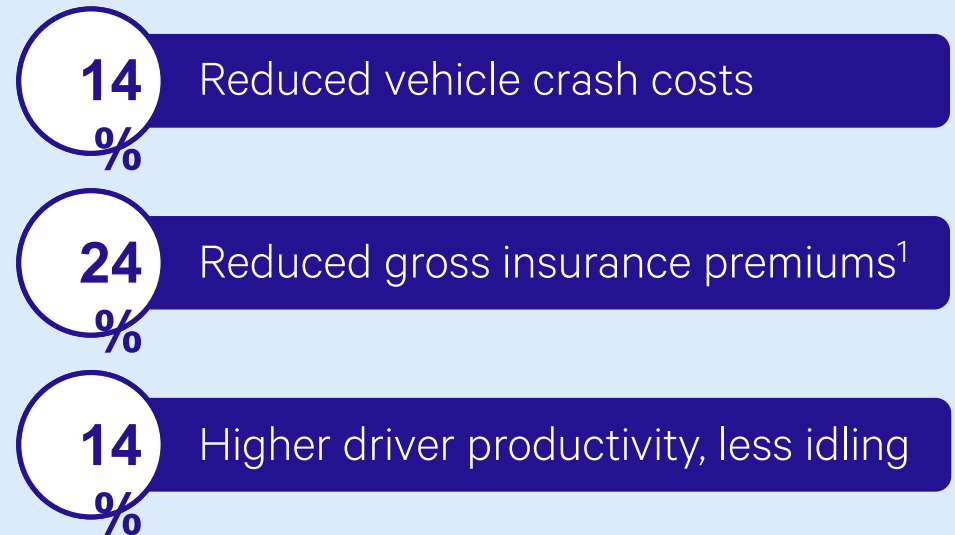 14
%
Reduced vehicle crash costs
24
%
Reduced gross insurance premiums¹
14
%
Higher driver productivity, less idling